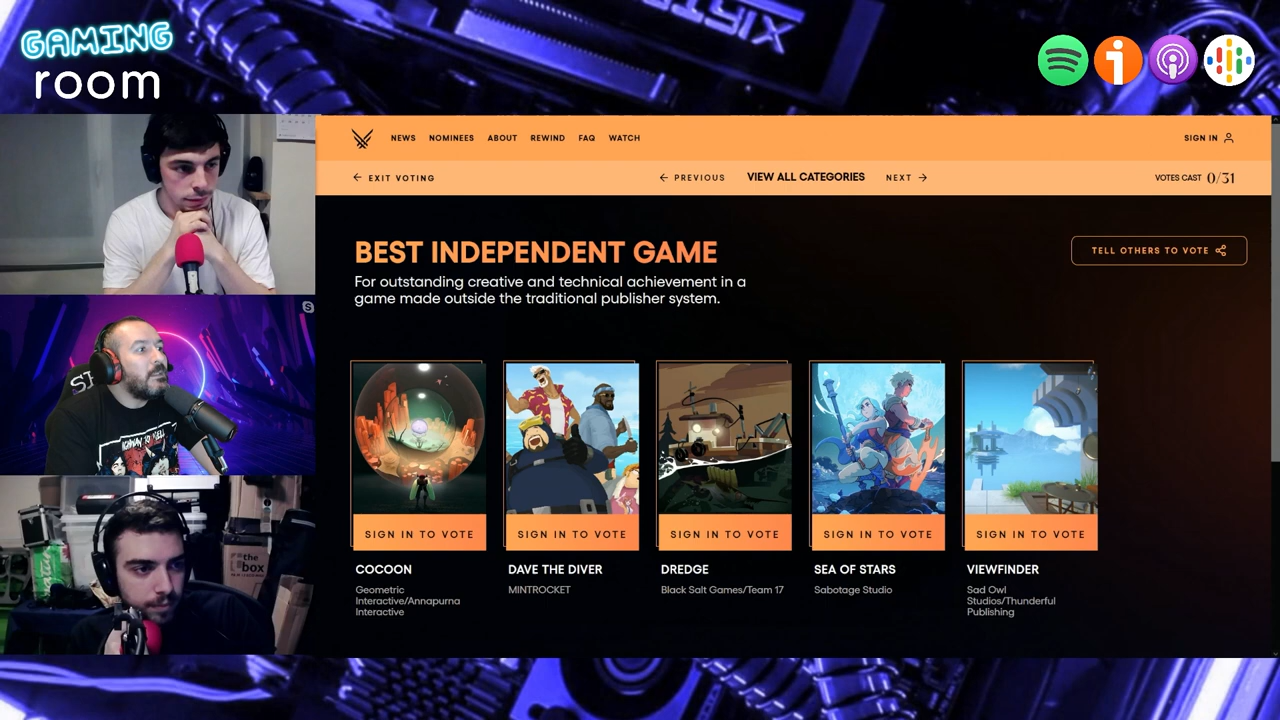 GAMING
room
NEWS NOMINEES ABOUT REWIND FAQ WATCH SIGN IN
EXIT VOTING PREVIOUS VIEW ALL CATEGORIES NEXT VOTES CAST 0/31
BEST INDEPENDENT GAME
TELL OTHERS TO VOTE
For outstanding creative and technical achievement in a
game made outside the traditional publisher system.
SIGN IN TO VOTE SIGN IN TO VOTE SIGN IN TO VOTE SIGN IN TO VOTE SIGN IN TO VOTE
COCOON DAVE THE DIVER DREDGE SEA OF STARS VIEWFINDER
Geometric
Interactive/Annapurna
Interactive
MINTROCKET
Black Salt Games/Team 17
Sabotage Studio
Sad Owl
Studios/Thunderful
Publishing
the
box